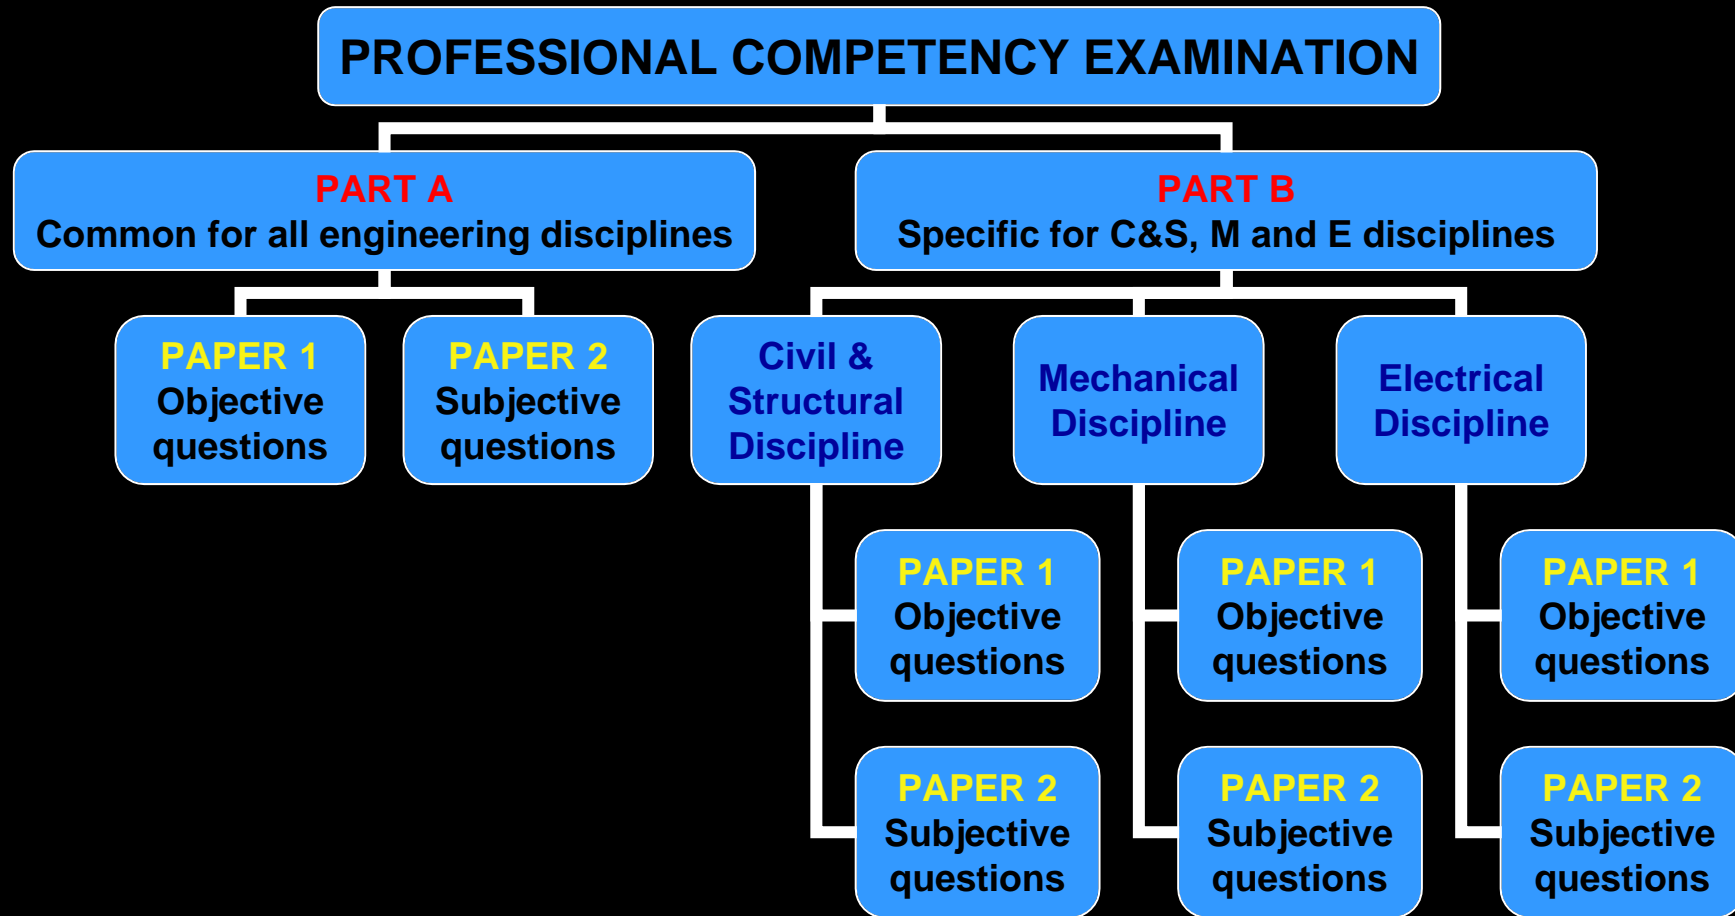 PROFESSIONAL COMPETENCY EXAMINATION
PART A
Common for all engineering disciplines
PART B
Specific for C&S, M and E disciplines
PAPER 1
Objective
questions
PAPER 2
Subjective
questions
Civil &
Structural
Discipline
Mechanical
Discipline
Electrical
Discipline
PAPER 1
Objective
questions
PAPER 1
Objective
questions
PAPER 1
Objective
questions
PAPER 2
Subjective
questions
PAPER 2
Subjective
questions
PAPER 2
Subjective
questions